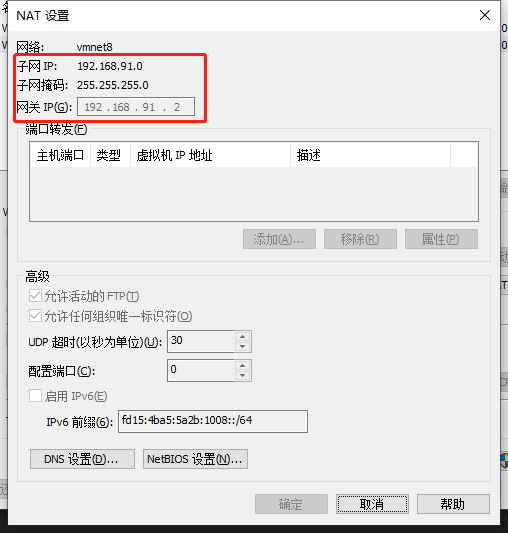 NAT 设置
网络: vmnet8
子网 IP: 192.168.91.0
子网掩码: 255.255.255.0
网关 IP(G): 192 . 168 . 91 . 2
端口转发(F)
主机端口 类型 虚拟机 IP 地址 描述
添加(A)... 移除(R) 属性(P)
高级
允许活动的 FTP(T)
允许任何组织唯一标识符(O)
UDP 超时(以秒为单位)(U): 30
配置端口(C): 0
启用 IPv6(E)
IPv6 前缀(6): fd15:4ba5:5a2b:1008::/64
DNS 设置(D)... NetBIOS 设置(N)...
确定 取消 帮助